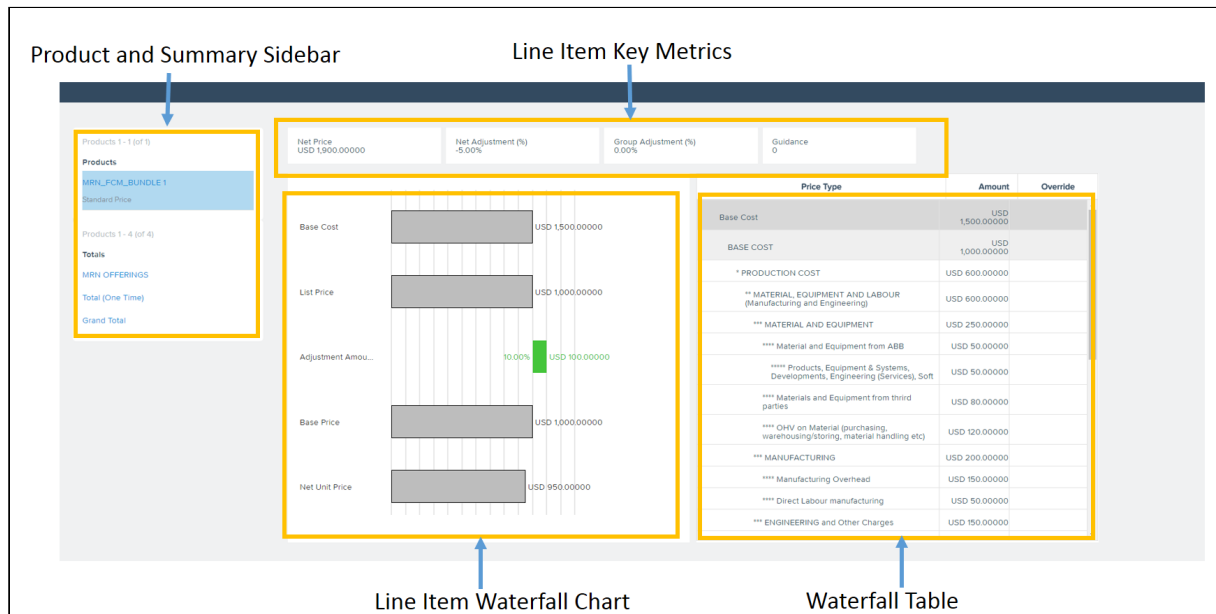 Product and Summary Sidebar
Line Item Key Metrics
Products 1 - 1 (of 1)
Products
MRN_FCM_BUNDLE 1
Standard Price
Products 1 - 4 (of 4)
Totals
MRN OFFERINGS
Total (One Time)
Grand Total
Net Price
USD 1,900.00000
Net Adjustment (%)
-5.00%
Group Adjustment (%)
0.00%
Guidance
0
Base Cost
USD 1,500.00000
List Price
USD 1,000.00000
Adjustment Amou...
10.00%
USD 100.00000
Base Price
USD 1,000.00000
Net Unit Price
USD 950.00000
Price Type Amount Override
Base Cost
USD
1,500.00000
BASE COST
USD
1,000.00000
* PRODUCTION COST USD 600.00000
** MATERIAL, EQUIPMENT AND LABOUR
(Manufacturing and Engineering)
USD 600.00000
*** MATERIAL AND EQUIPMENT USD 250.00000
**** Material and Equipment from ABB USD 50.00000
***** Products, Equipment & Systems,
Developments, Engineering (Services), Soft
USD 50.00000
**** Materials and Equipment from thrird
parties
USD 80.00000
**** OHV on Material (purchasing,
warehousing/storing, material handling etc)
USD 120.00000
*** MANUFACTURING USD 200.00000
**** Manufacturing Overhead USD 150.00000
**** Direct Labour manufacturing USD 50.00000
*** ENGINEERING and Other Charges USD 150.00000
Line Item Waterfall Chart
Waterfall Table